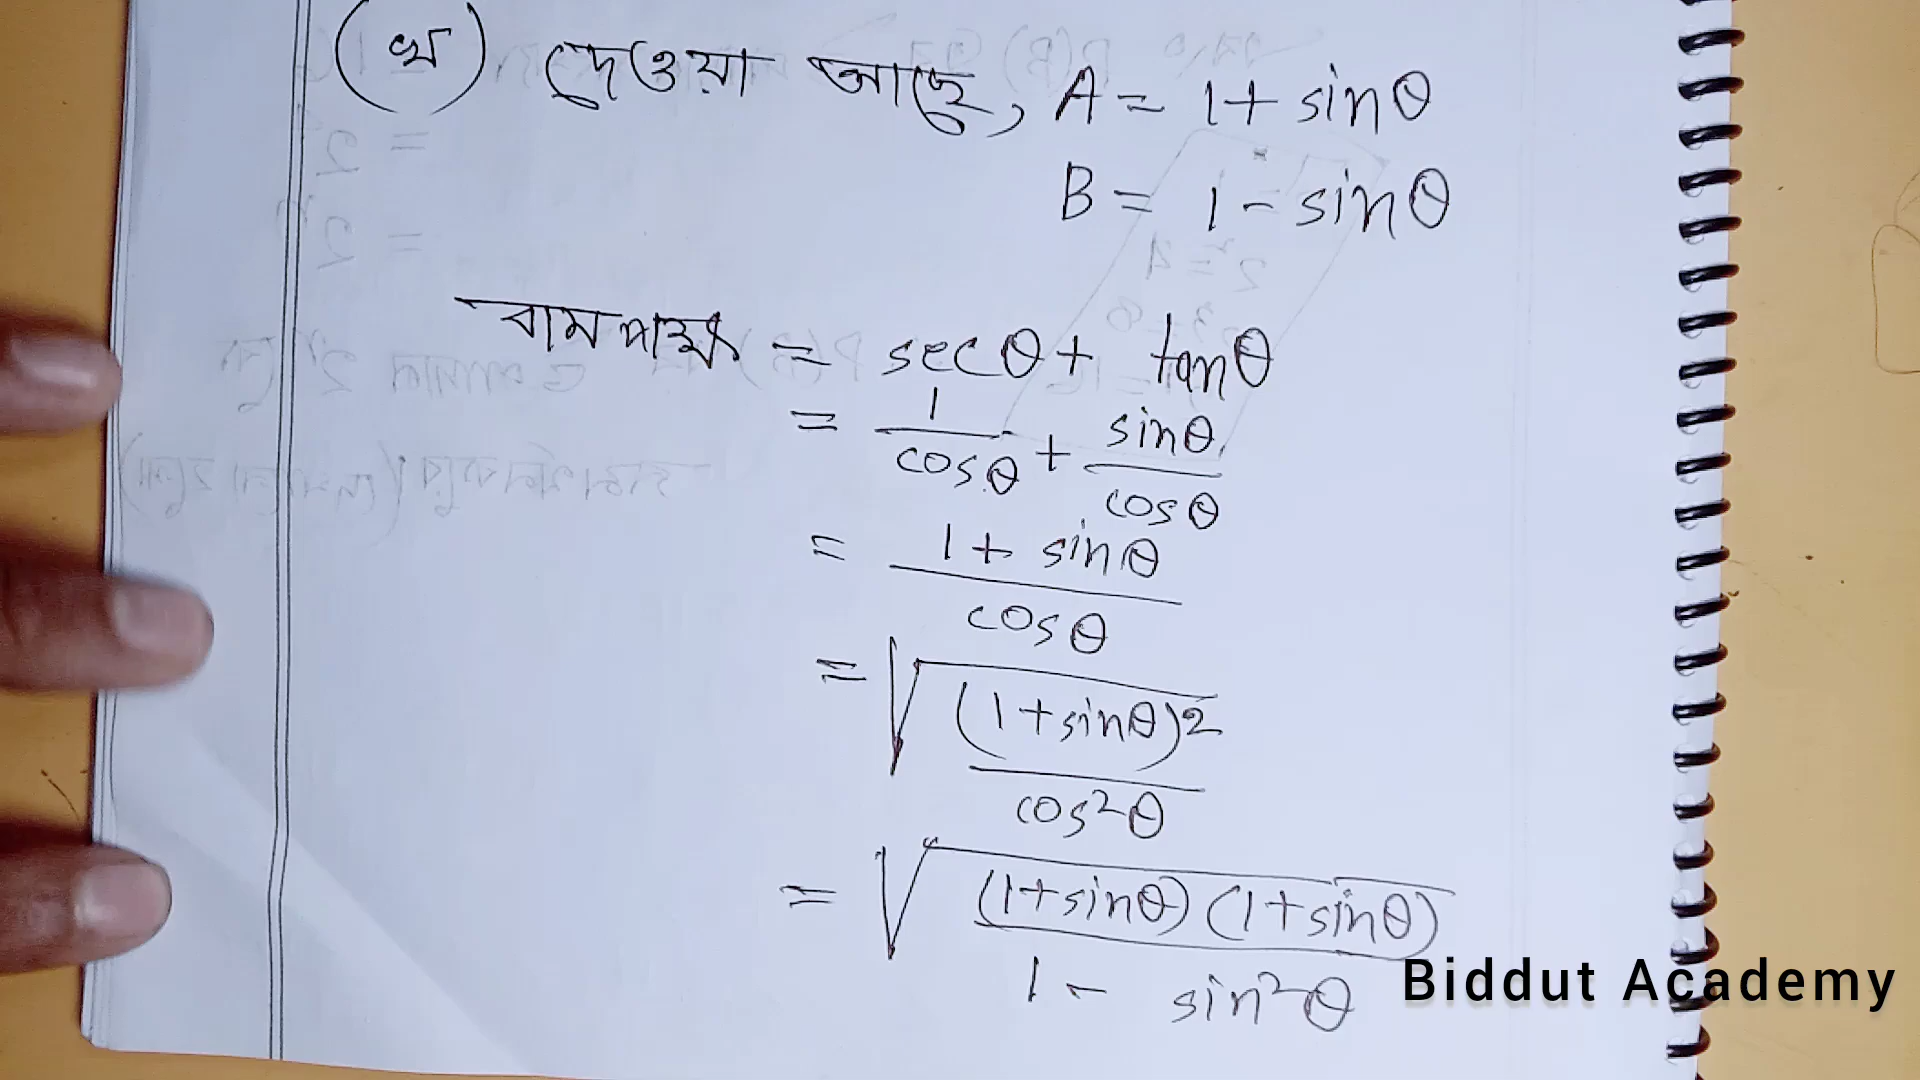 (খ) দেওয়া আছে, A = 1 + sinθ
B = 1 - sinθ
বামপক্ষ = secθ + tanθ
= 1/cosθ + sinθ/cosθ
= 1 + sinθ/cosθ
= √(1+sinθ)2/cos²θ
= √(1+sinθ)(1+sinθ)/1 - sin²θ
Biddut Academy